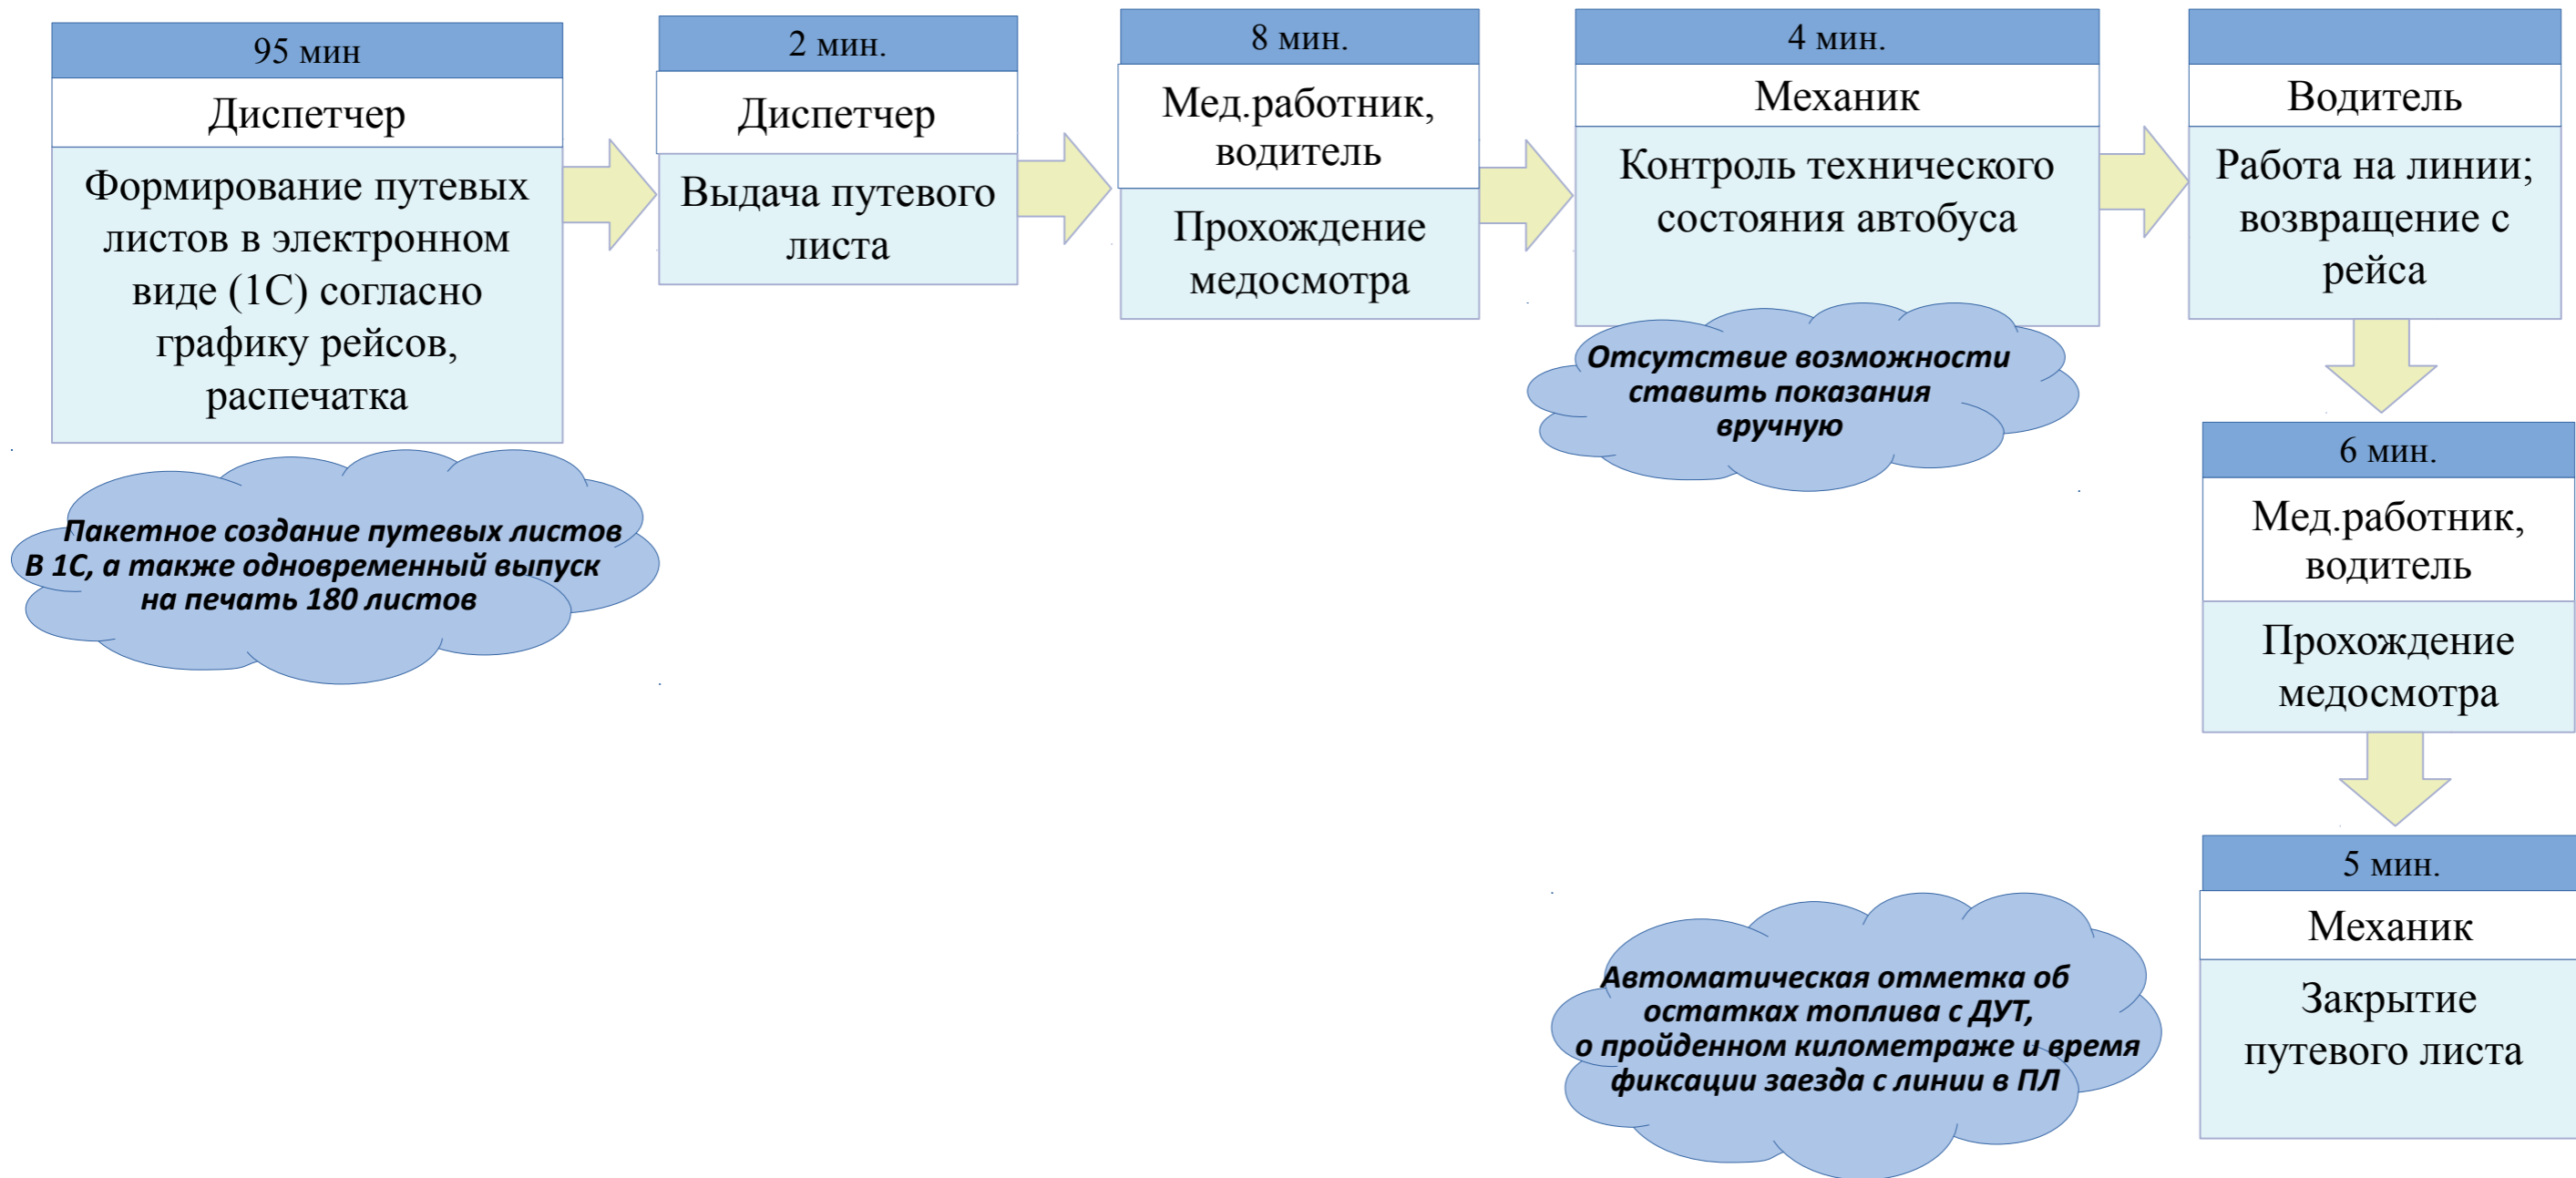 95 мин
Диспетчер
Формирование путевых
листов в электронном
виде (1С) согласно
графику рейсов,
распечатка
Пакетное создание путевых листов
В 1С, а также одновременный выпуск
на печать 180 листов
2 мин.
Диспетчер
Выдача путевого
листа
8 мин.
Мед.работник,
водитель
Прохождение
медосмотра
4 мин.
Механик
Контроль технического
состояния автобуса
Отсутствие возможности
ставить показания
вручную
Водитель
Работа на линии;
возвращение с
рейса
6 мин.
Мед.работник,
водитель
Прохождение
медосмотра
5 мин.
Механик
Закрытие
путевого листа
Автоматическая отметка об
остатках топлива с ДУТ,
о пройденном километраже и время
фиксации заезда с линии в ПЛ